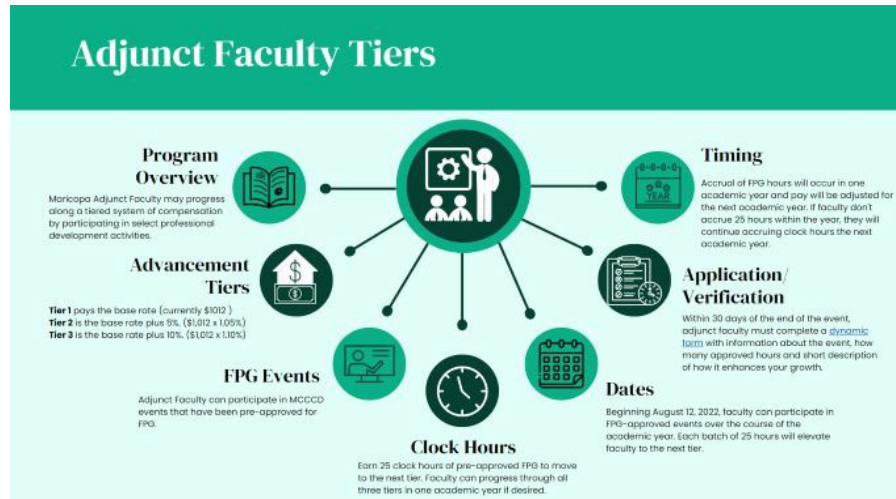 Adjunct Faculty Tiers
Program
Overview
Maricopa Adjunct Faculty may progress
along a tiered system of compensation
by participating in select professional
development activities.
Advancement
Tiers
Tier 1 pays the base rate (currently $1012 )
Tier 2 is the base rate plus 5%. ($1,012 x 1.05%)
Tier 3 is the base rate plus 10%. ($1,012 x 1.10%)
FPG Events
Adjunct Faculty can participate in MCCCD
events that have been pre-approved for
FPG.
Clock Hours
Earn 25 clock hours of pre-approved FPG to move
to the next tier. Faculty can progress through all
three tiers in one academic year if desired.
Dates
Beginning August 12, 2022, faculty can participate in
FPG-approved events over the course of the
academic year. Each batch of 25 hours will elevate
faculty to the next tier.
Application/
Verification
Within 30 days of the end of the event,
adjunct faculty must complete a dynamic
form with information about the event, how
many approved hours and short description
of how it enhances your growth.
Timing
Accrual of FPG hours will occur in one
academic year and pay will be adjusted for
the next academic year. If faculty don't
accrue 25 hours within the year, they will
continue accruing clock hours the next
academic year.
YEAR